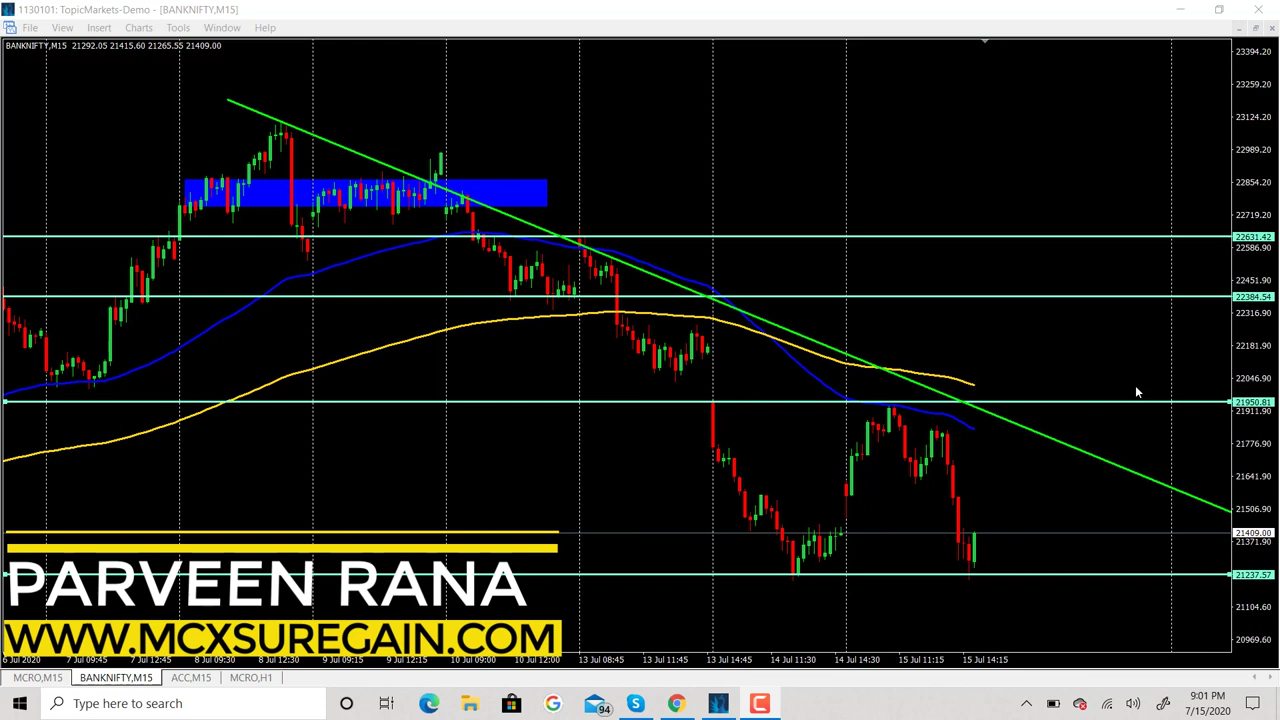 1130101: TopicMarkets-Demo - [BANKNIFTY,M15]
File View Insert Charts Tools Window Help
BANKNIFTY,M15 21292.05 21415.60 21265.55 21409.00
23394.20
23259.20
23124.20
22989.20
22854.20
22719.20
22631.42
22586.90
22451.90
22384.54
22316.90
22181.90
22046.90
21950.81
21911.90
21776.90
21641.90
21506.90
21409.00
21371.90
21237.57
21104.60
20969.60
PARVEEN RANA
WWW.MCXSUREGAIN.COM
6 Jul 2020 7 Jul 09:45 7 Jul 12:45 8 Jul 09:30 8 Jul 12:30 9 Jul 09:15 9 Jul 12:15 10 Jul 09:00 10 Jul 12:00 13 Jul 08:45 13 Jul 11:45 13 Jul 14:45 14 Jul 11:30 14 Jul 14:30 15 Jul 11:15 15 Jul 14:15
MCRO,M15 BANKNIFTY,M15 ACC,M15 MCRO,H1
Type here to search
94
9:01 PM
7/15/2020